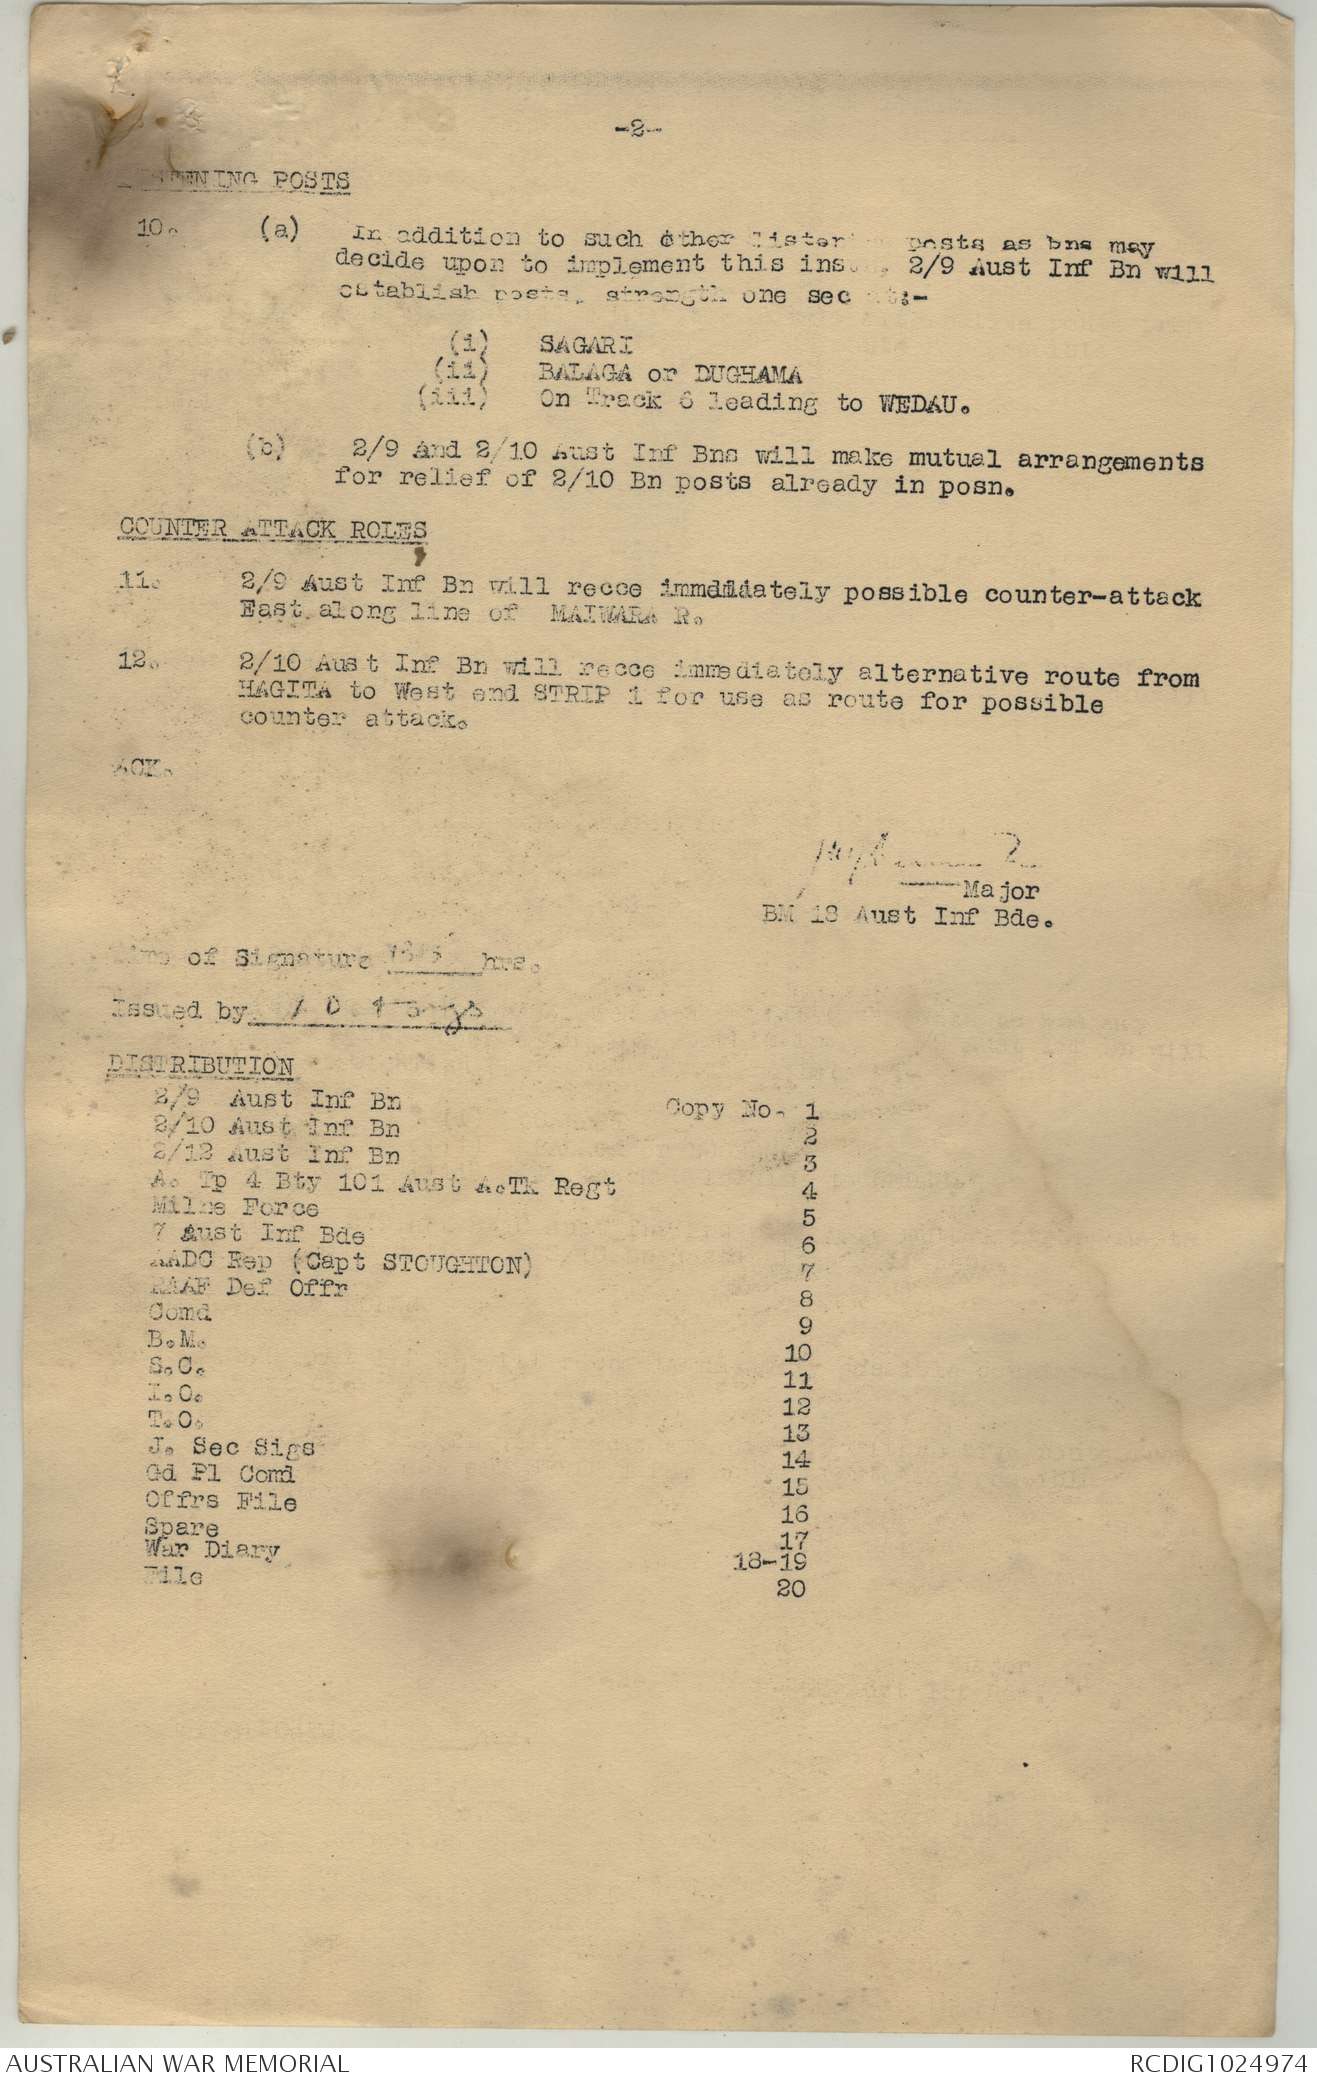 -2-
LISTENING POSTS
10. (a) In addition to such other listening posts as bns may
decide upon to implement this inst., 2/9 Aust Inf Bn will
establish posts, strength one sec at:-
(i) SAGARI
(ii) BALAGA or DUGHAMA
(iii) On Track 6 leading to WEDAU.
(b) 2/9 And 2/10 Aust Inf Bns will make mutual arrangements
for relief of 2/10 Bn posts already in posn.
COUNTER ATTACK ROLES
11. 2/9 Aust Inf Bn will recce immediately possible counter-attack
East along line of MAIWARA R.
12. 2/10 Aust Inf Bn will recce immediately alternative route from
HAGITA to West end STRIP 1 for use as route for possible
counter attack.
ACK.
Major
BM 18 Aust Inf Bde.
Time of Signature hrs.
Issued by
DISTRIBUTION
2/9 Aust Inf Bn Copy No. 1
2/10 Aust Inf Bn 2
2/12 Aust Inf Bn 3
A. Tp 4 Bty 101 Aust A.TK Regt 4
Milne Force 5
7 Aust Inf Bde 6
AADC Rep (Capt STOUGHTON) 7
RAAF Def Offr 8
Comd 9
B.M. 10
S.C. 11
I.O. 12
T.O. 13
J. Sec Sigs 14
Gd Pl Comd 15
Offrs File 16
Spare 17
War Diary 18-19
File 20
AUSTRALIAN WAR MEMORIAL
RCDIG1024974